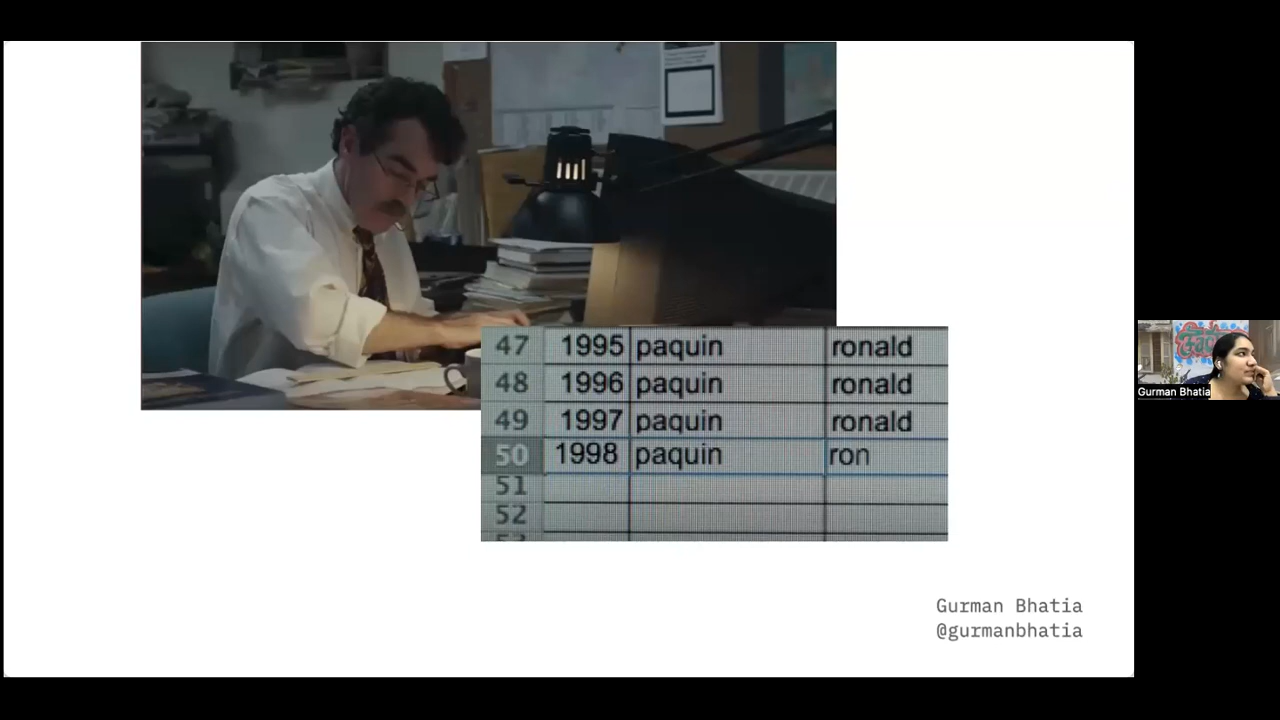 47 1995 paquin ronald
48 1996 paquin ronald
49 1997 paquin ronald
50 1998 paquin ron
51
52
Gurman Bhatia
@gurmanbhatia
Gurman Bhatia